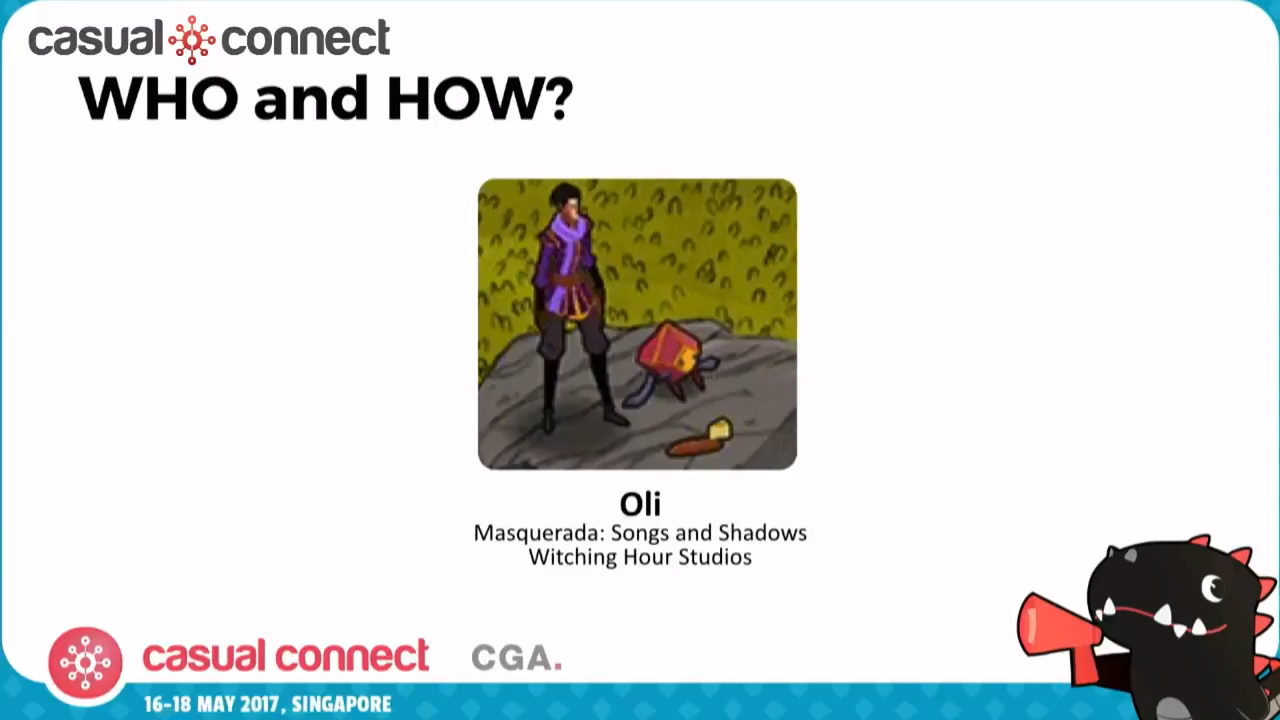 casual connect
WHO and HOW?
Oli
Masquerada: Songs and Shadows
Witching Hour Studios
casual connect CGA.
16-18 MAY 2017, SINGAPORE